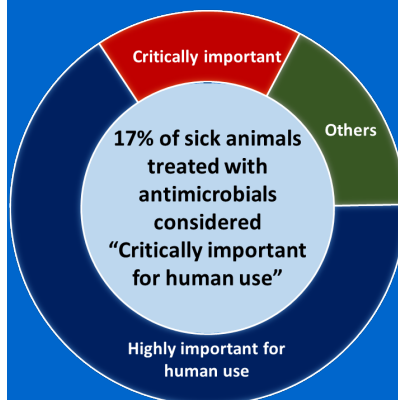 Critically important
Others
17% of sick animals
treated with
antimicrobials
considered
“Critically important
for human use”
Highly important for
human use